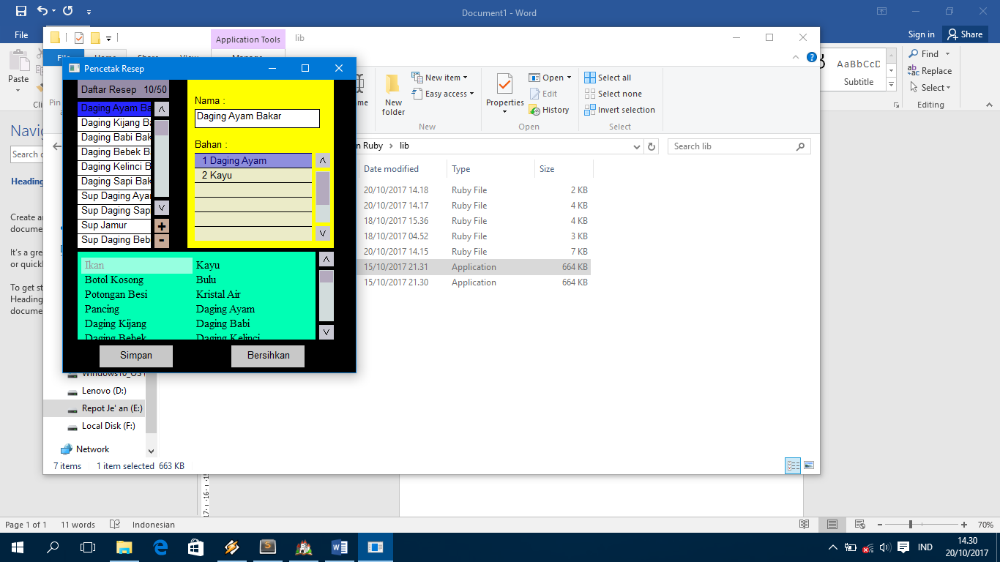 Document1 - Word
File
Sign in
Share
Application Tools
lib
File
Home
Share
View
Manage
Paste
Pencetak Resep
Daftar Resep 10/50
Daging Ayam Ba
Daging Kijang Ba
Daging Babi Bak
Daging Bebek B
Daging Kelinci B
Daging Sapi Bak
Sup Daging Aya
Sup Daging Sap
Sup Jamur
Sup Daging Beb
+
-
Nama :
Daging Ayam Bakar
Bahan :
1 Daging Ayam
2 Kayu
Ikan
Kayu
Botol Kosong
Bulu
Potongan Besi
Kristal Air
Pancing
Daging Ayam
Daging Kijang
Daging Babi
Daging Bebek
Daging Kelinci
Simpan
Bersihkan
New folder
New item
Easy access
New
Properties
Open
Edit
History
Open
Select all
Select none
Invert selection
Select
AaBbCcD
Subtitle
Find
Replace
Select
Editing
n Ruby > lib
Search lib
Date modified
Type
Size
20/10/2017 14.18 Ruby File 2 KB
20/10/2017 14.17 Ruby File 4 KB
18/10/2017 15.36 Ruby File 4 KB
18/10/2017 04.52 Ruby File 3 KB
20/10/2017 14.15 Ruby File 7 KB
15/10/2017 21.31 Application 664 KB
15/10/2017 21.30 Application 664 KB
Navig
Search d
Heading
Create an
docume
It's a gre
or quickl
To get st
Heading
docume
Windows10_OS (
Lenovo (D:)
Repot Je' an (E:)
Local Disk (F:)
Network
7 items
1 item selected 663 KB
Page 1 of 1
11 words
Indonesian
70%
IND
14.30
20/10/2017